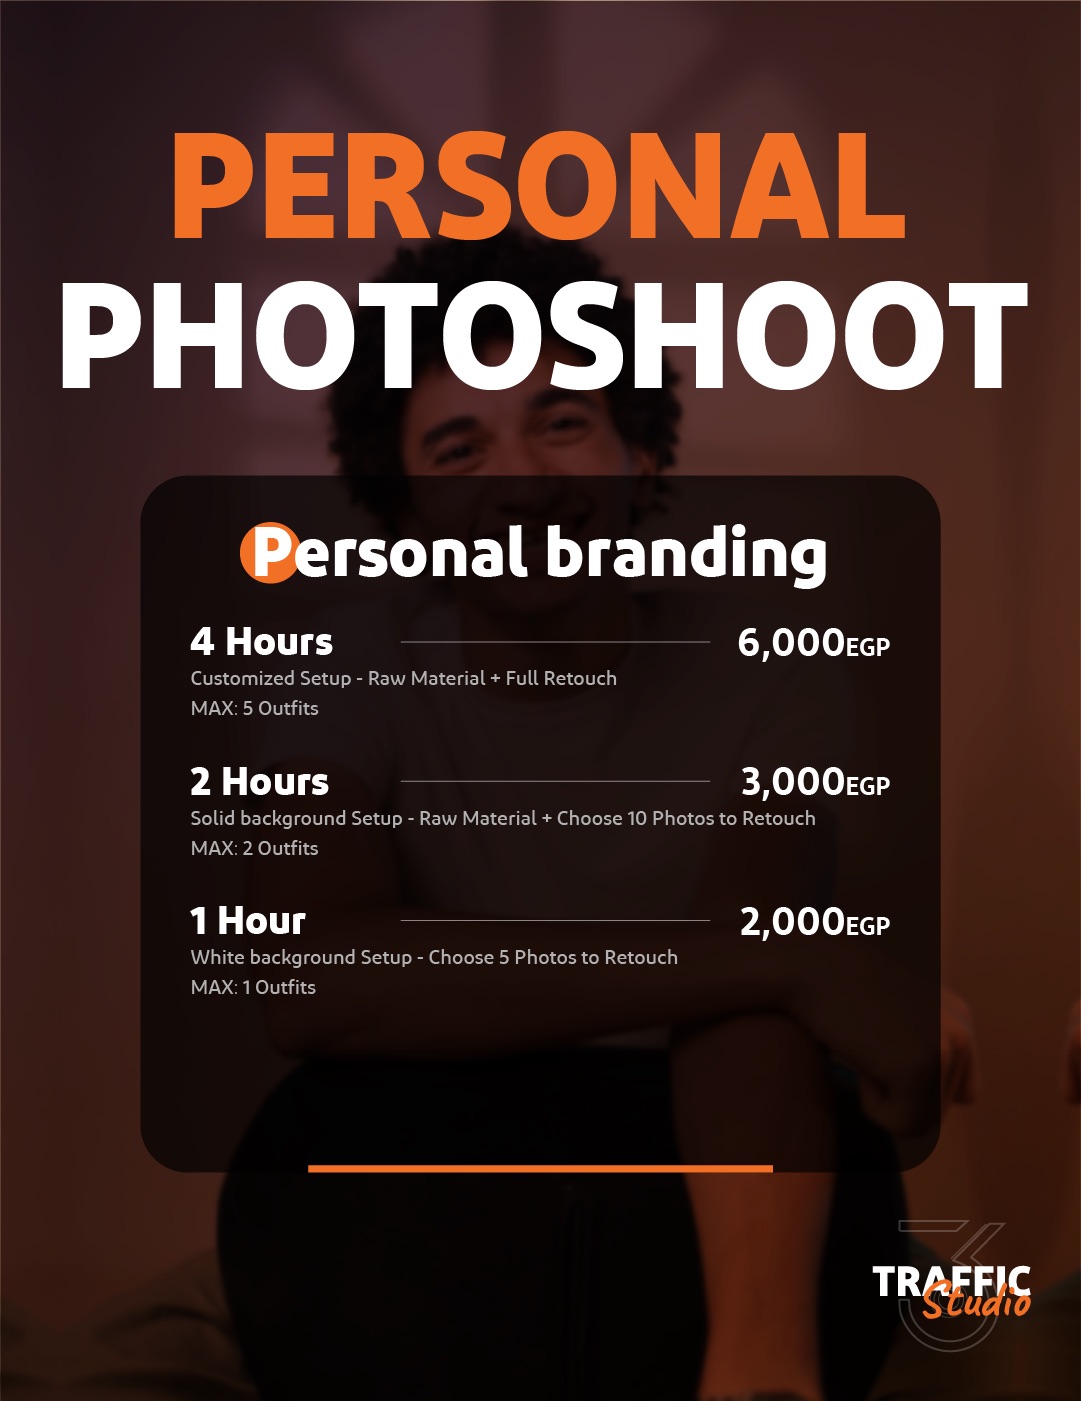 PERSONAL
PHOTOSHOOT
Personal branding
4 Hours 6,000EGP
Customized Setup - Raw Material + Full Retouch
MAX: 5 Outfits
2 Hours 3,000EGP
Solid background Setup - Raw Material + Choose 10 Photos to Retouch
MAX: 2 Outfits
1 Hour 2,000EGP
White background Setup - Choose 5 Photos to Retouch
MAX: 1 Outfits
3
TRAFFIC
Studio